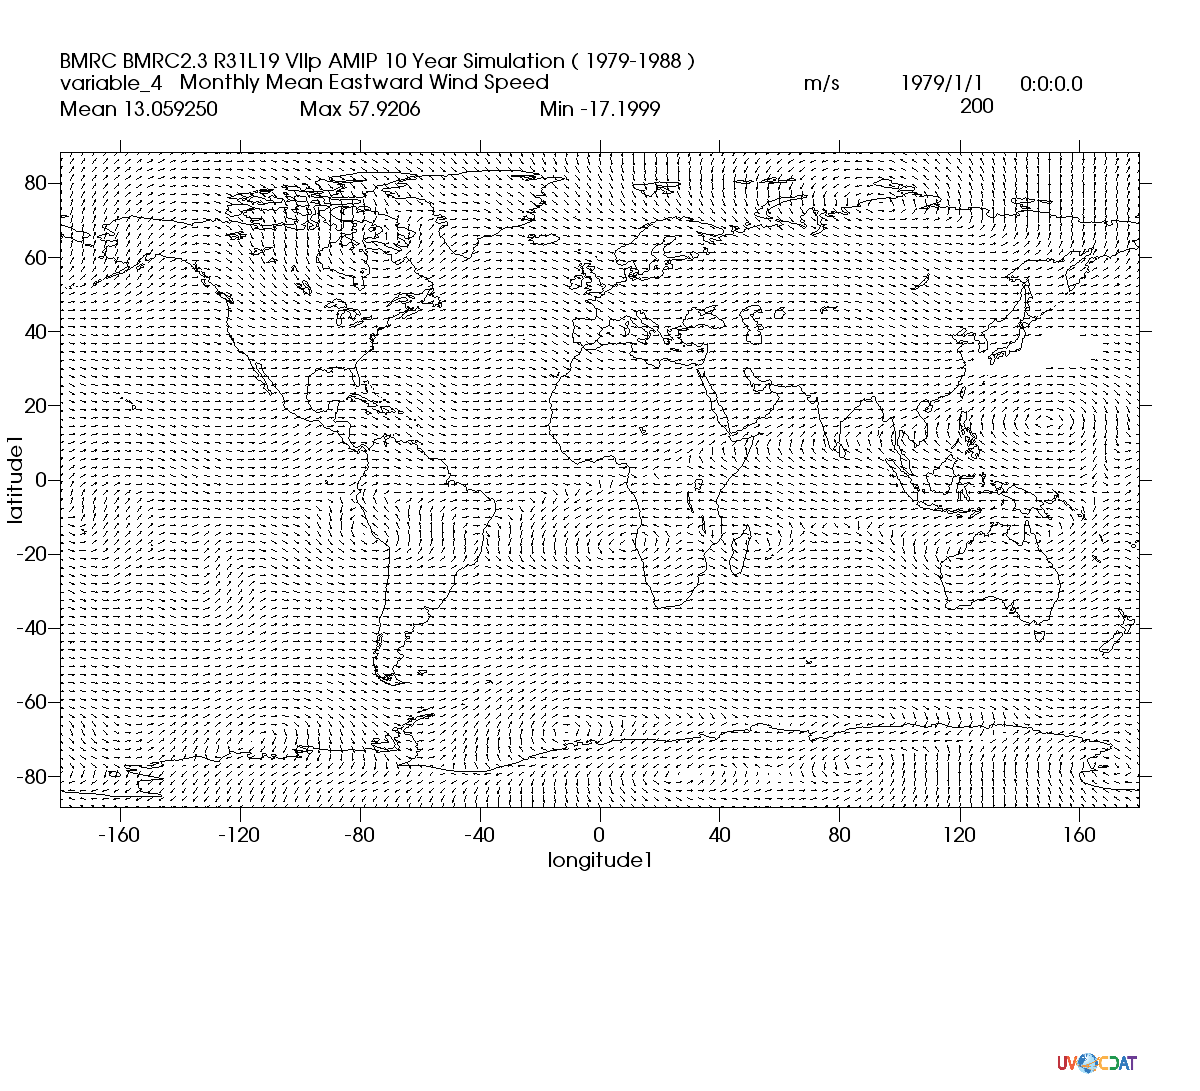 BMRC BMRC2.3 R31L19 VIIp AMIP 10 Year Simulation ( 1979-1988 )
variable_4 Monthly Mean Eastward Wind Speed m/s 1979/1/1 0:0:0.0
Mean 13.059250 Max 57.9206 Min -17.1999 200
80
60
40
20
0
-20
-40
-60
-80
latitude1
-160 -120 -80 -40 0 40 80 120 160
longitude1
UV CDAT